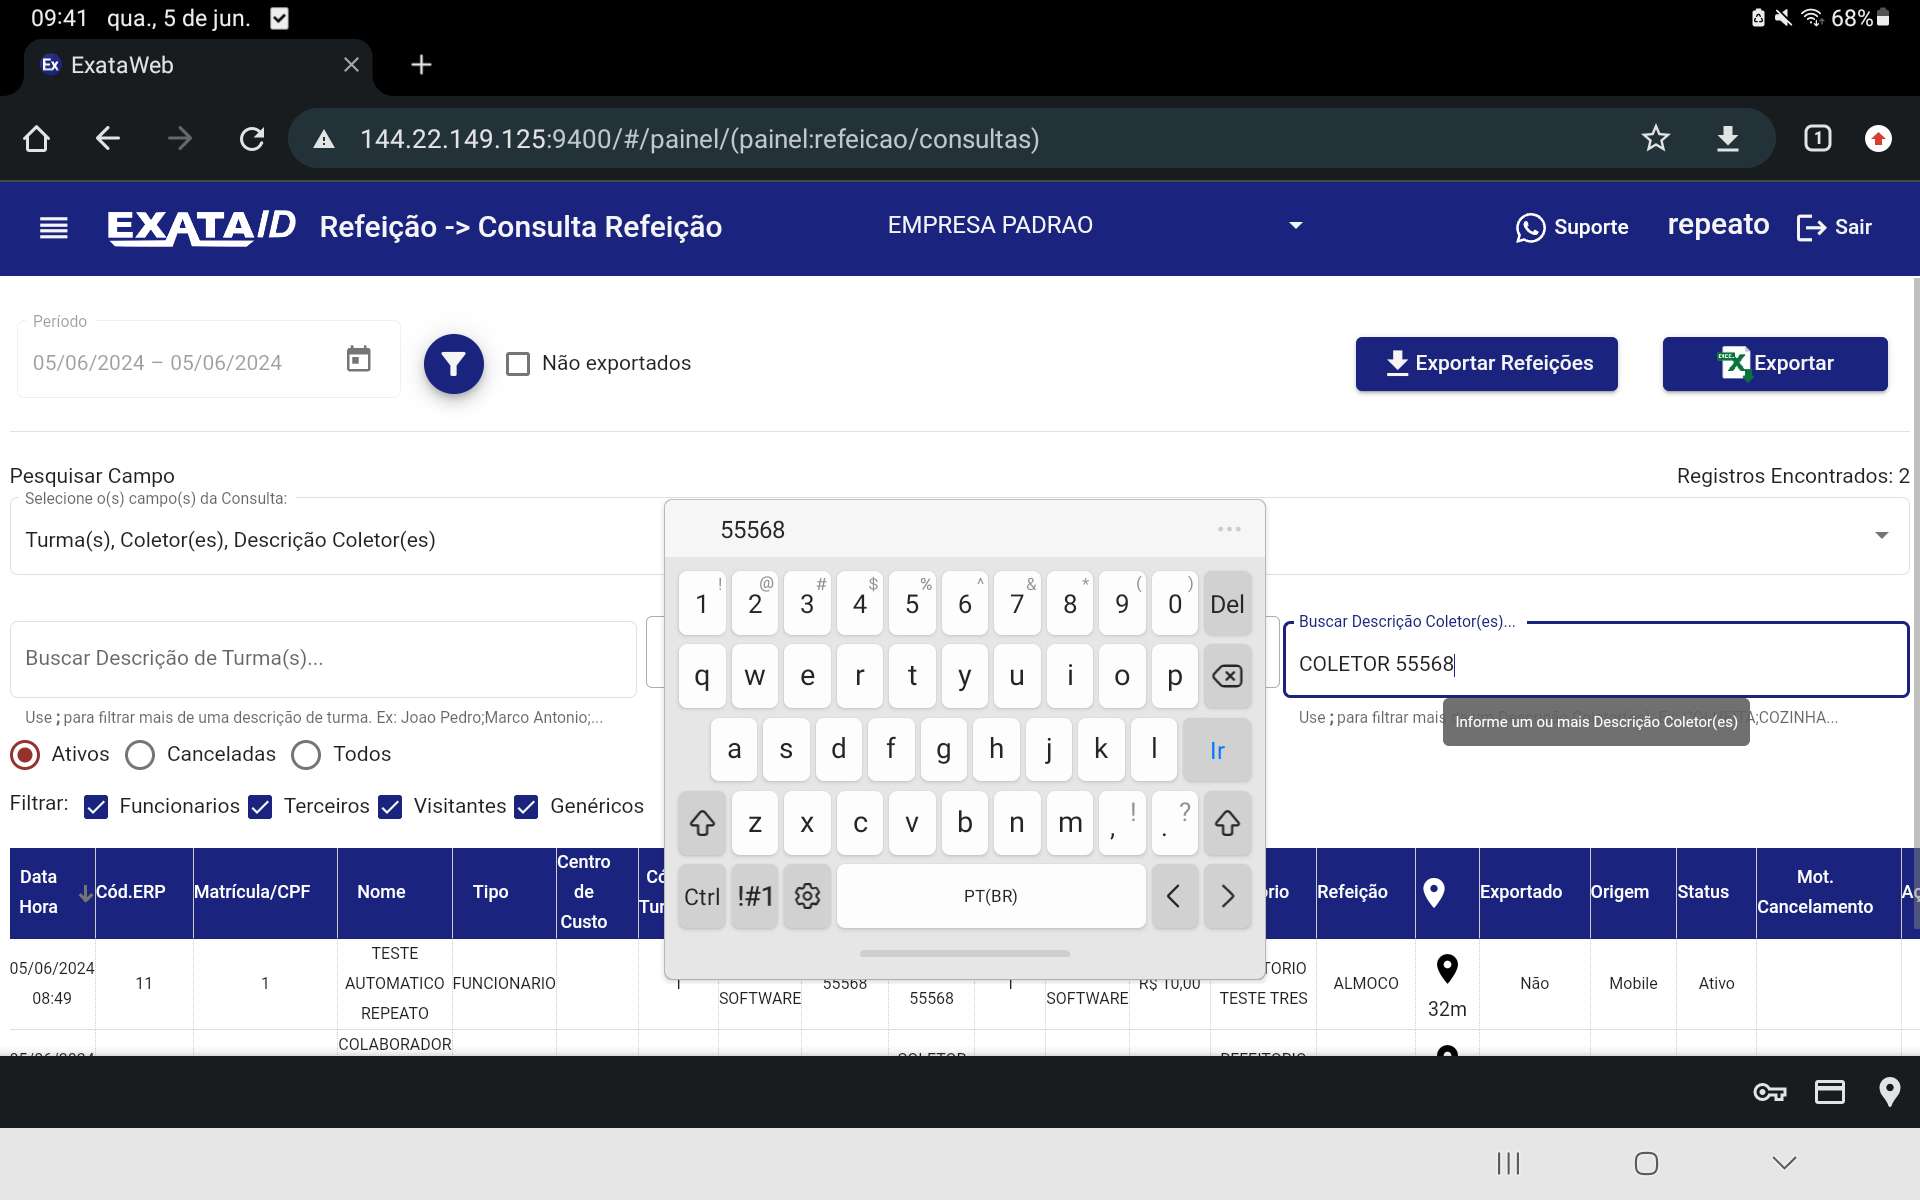 09:41 qua., 5 de jun. 68%
Ex ExataWeb
144.22.149.125:9400/#/painel/(painel:refeicao/consultas) 1
EXATA/ID Refeição -> Consulta Refeição EMPRESA PADRAO Suporte repeato Sair
Período
05/06/2024 – 05/06/2024 Não exportados Exportar Refeições Exportar
Pesquisar Campo Registros Encontrados: 2
Selecione o(s) campo(s) da Consulta:
Turma(s), Coletor(es), Descrição Coletor(es)
Buscar Descrição de Turma(s)...
Use ; para filtrar mais de uma descrição de turma. Ex: Joao Pedro;Marco Antonio;...
Buscar Descrição Coletor(es)...
COLETOR 55568
Use ; para filtrar mais
A;COZINHA...
Informe um ou mais Descrição Coletor(es)
Ativos Canceladas Todos
Filtrar: Funcionarios Terceiros Visitantes Genéricos
55568 ...
1 ! 2 @ 3 # 4 $ 5 % 6 ^ 7 & 8 * 9 ( 0 ) Del
q w e r t y u i o p
a s d f g h j k l Ir
z x c v b n m , ! . ?
Ctrl !#1 PT(BR)
Data Hora Cód.ERP Matrícula/CPF Nome Tipo Centro de Custo Refeição Exportado Origem Status Mot. Cancelamento
05/06/2024 08:49 11 1 TESTE AUTOMATICO REPEATO FUNCIONARIO 1 SOFTWARE 55568 55568 1 SOFTWARE R$ 10,00 TORIO TESTE TRES ALMOCO 32m Não Mobile Ativo
05/06/2024 COLABORADOR COLETOR REFEITORIO